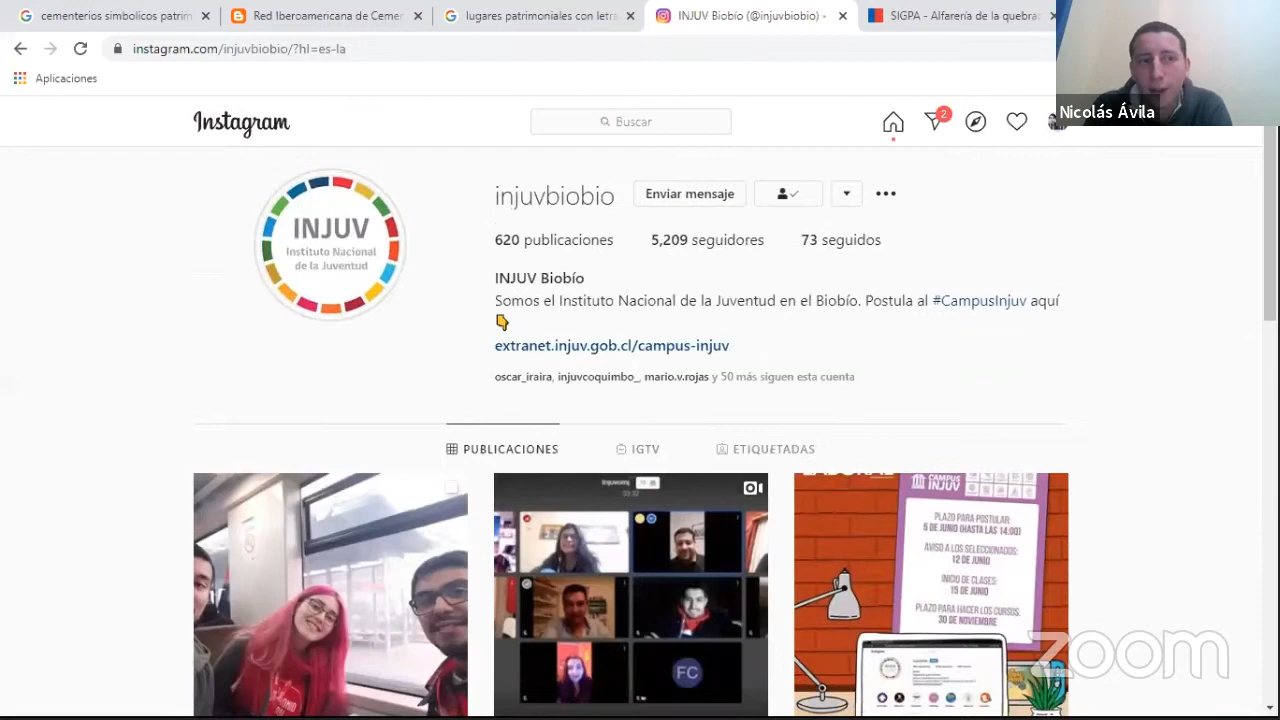 cementerios simbolicos patrim
Red Iberoamericana de Cemen
lugares patrimoniales con letra
INJUV Biobío (@injuvbiobio) -
SIGPA - Alfarería de la quebrar
instagram.com/injuvbiobio/?hl=es-la
Aplicaciones
Nicolás Ávila
Instagram
Buscar
2
INJUV
Instituto Nacional
de la Juventud
injuvbiobio
Enviar mensaje
620 publicaciones 5,209 seguidores 73 seguidos
INJUV Biobío
Somos el Instituto Nacional de la Juventud en el Biobío. Postula al #CampusInjuv aquí
👇
extranet.injuv.gob.cl/campus-injuv
oscar_iraira, injuvcoquimbo_, mario.v.rojas y 50 más siguen esta cuenta
PUBLICACIONES IGTV ETIQUETADAS
FC
LABORAL
CAMPUS
INJUV
PLAZO PARA POSTULAR:
5 DE JUNIO (HASTA LAS 14:00)
AVISO A LOS SELECCIONADOS:
12 DE JUNIO
INICIO DE CLASES:
15 DE JUNIO
PLAZO PARA HACER LOS CURSOS:
30 DE NOVIEMBRE
zoom